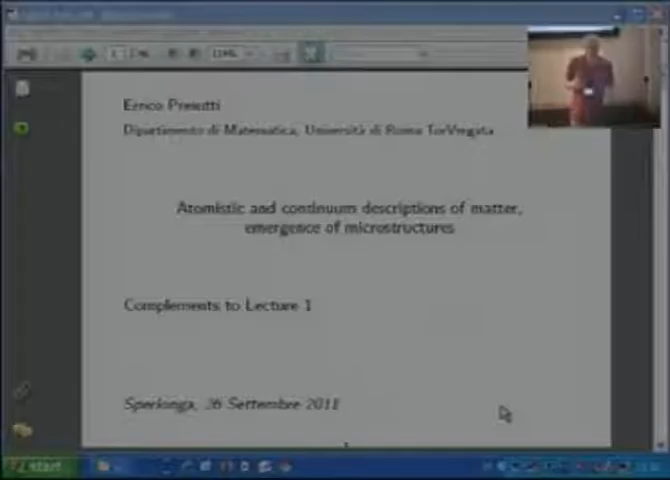 Errico Presutti
Dipartimento di Matematica, Università di Roma TorVergata
Atomistic and continuum descriptions of matter,
emergence of microstructures
Complements to Lecture 1
Sperlonga, Settembre 2011
start